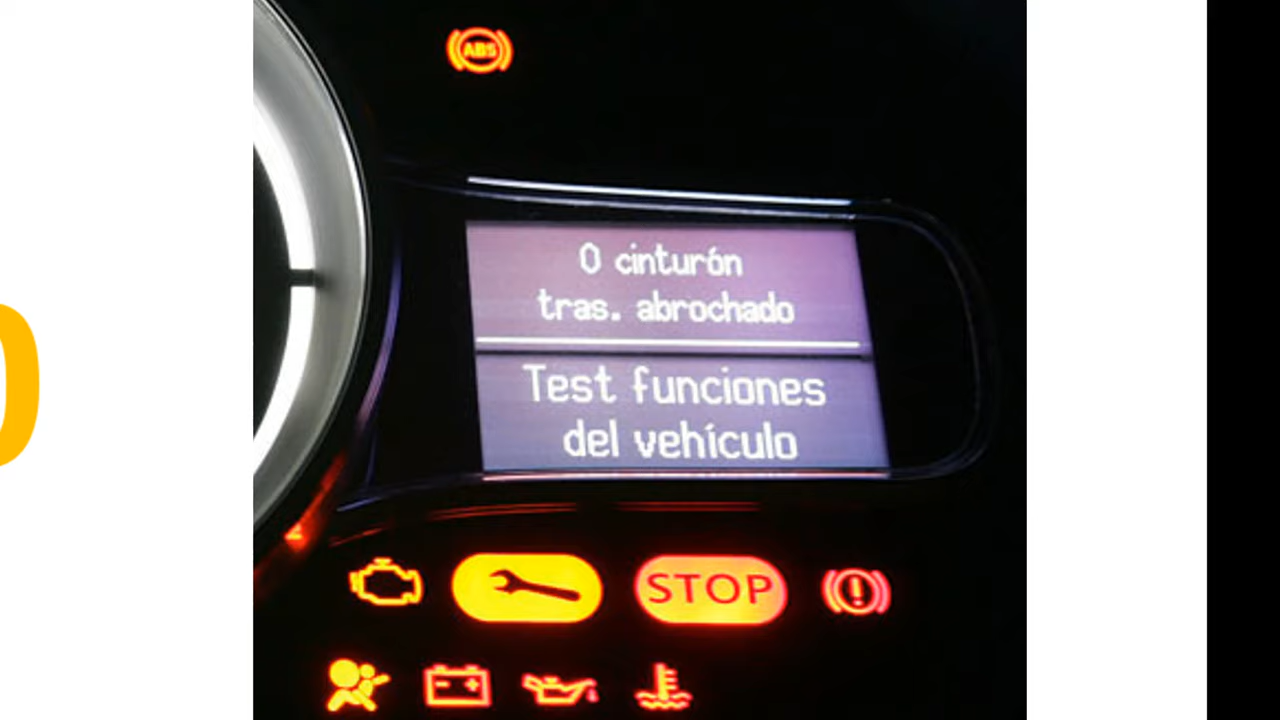 ABS
0 cinturón
tras. abrochado
Test funciones
del vehículo
STOP